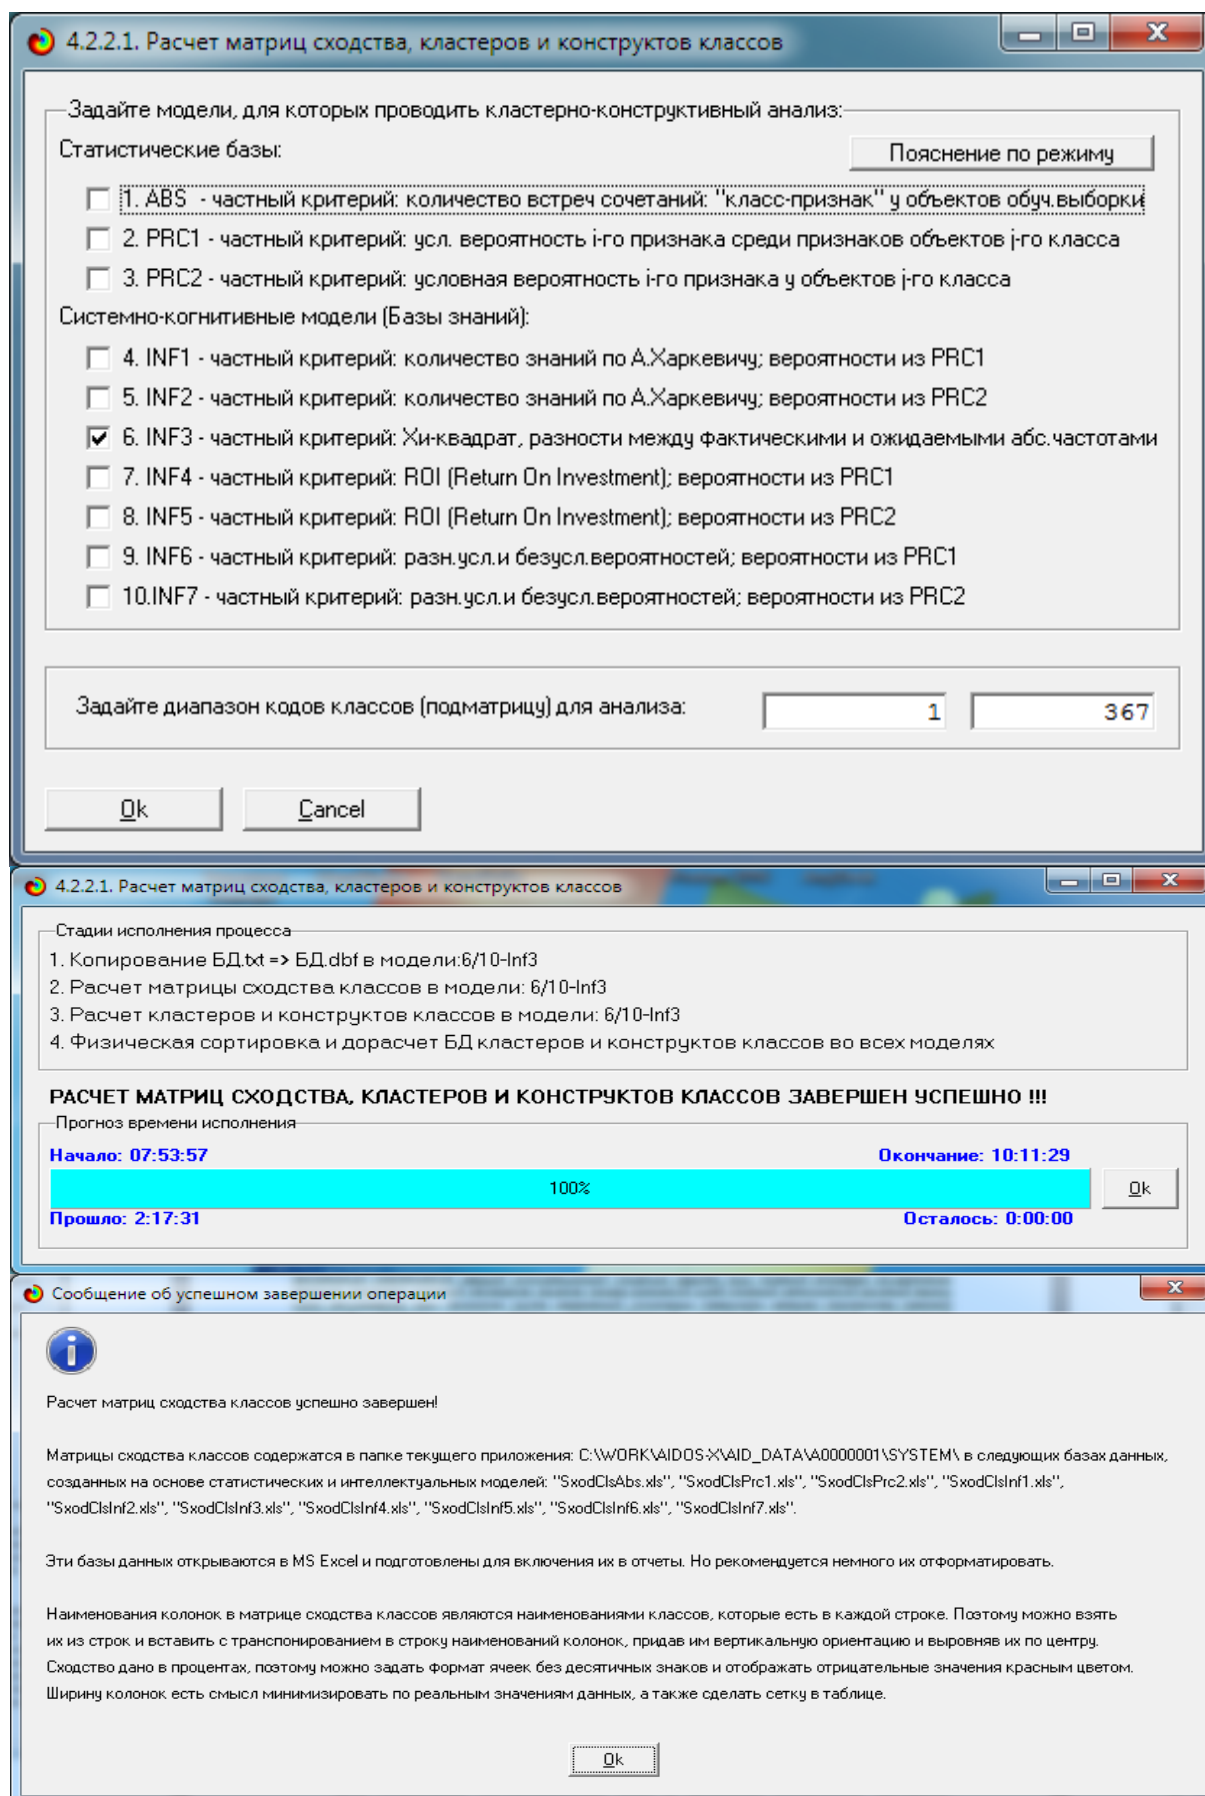 4.2.2.1. Расчет матриц сходства, кластеров и конструктов классов
Задайте модели, для которых проводить кластерно-конструктивный анализ:
Статистические базы:
Пояснение по режиму
1. ABS - частный критерий: количество встреч сочетаний: "класс-признак" у объектов обуч.выборки
2. PRC1 - частный критерий: усл. вероятность i-го признака среди признаков объектов j-го класса
3. PRC2 - частный критерий: условная вероятность i-го признака у объектов j-го класса
Системно-когнитивные модели (Базы знаний):
4. INF1 - частный критерий: количество знаний по А.Харкевичу; вероятности из PRC1
5. INF2 - частный критерий: количество знаний по А.Харкевичу; вероятности из PRC2
6. INF3 - частный критерий: Хи-квадрат, разности между фактическими и ожидаемыми абс.частотами
7. INF4 - частный критерий: ROI (Return On Investment); вероятности из PRC1
8. INF5 - частный критерий: ROI (Return On Investment); вероятности из PRC2
9. INF6 - частный критерий: разн.усл.и безусл.вероятностей; вероятности из PRC1
10.INF7 - частный критерий: разн.усл.и безусл.вероятностей; вероятности из PRC2
Задайте диапазон кодов классов (подматрицу) для анализа: 1 367
Ok Cancel
4.2.2.1. Расчет матриц сходства, кластеров и конструктов классов
Стадии исполнения процесса
1. Копирование БД.txt => БД.dbf в модели:6/10-Inf3
2. Расчет матрицы сходства классов в модели: 6/10-Inf3
3. Расчет кластеров и конструктов классов в модели: 6/10-Inf3
4. Физическая сортировка и дорасчет БД кластеров и конструктов классов во всех моделях
РАСЧЕТ МАТРИЦ СХОДСТВА, КЛАСТЕРОВ И КОНСТРУКТОВ КЛАССОВ ЗАВЕРШЕН УСПЕШНО !!!
Прогноз времени исполнения
Начало: 07:53:57 Окончание: 10:11:29
100% Ok
Прошло: 2:17:31 Осталось: 0:00:00
Сообщение об успешном завершении операции
Расчет матриц сходства классов успешно завершен!
Матрицы сходства классов содержатся в папке текущего приложения: C:\WORK\AIDOS-X\AID_DATA\A0000001\SYSTEM\ в следующих базах данных,
созданных на основе статистических и интеллектуальных моделей: "SxodClsAbs.xls", "SxodClsPrc1.xls", "SxodClsPrc2.xls", "SxodClsInf1.xls",
"SxodClsInf2.xls", "SxodClsInf3.xls", "SxodClsInf4.xls", "SxodClsInf5.xls", "SxodClsInf6.xls", "SxodClsInf7.xls".
Эти базы данных открываются в MS Excel и подготовлены для включения их в отчеты. Но рекомендуется немного их отформатировать.
Наименования колонок в матрице сходства классов являются наименованиями классов, которые есть в каждой строке. Поэтому можно взять
их из строк и вставить с транспонированием в строку наименований колонок, придав им вертикальную ориентацию и выровняв их по центру.
Сходство дано в процентах, поэтому можно задать формат ячеек без десятичных знаков и отображать отрицательные значения красным цветом.
Ширину колонок есть смысл минимизировать по реальным значениям данных, а также сделать сетку в таблице.
Ok